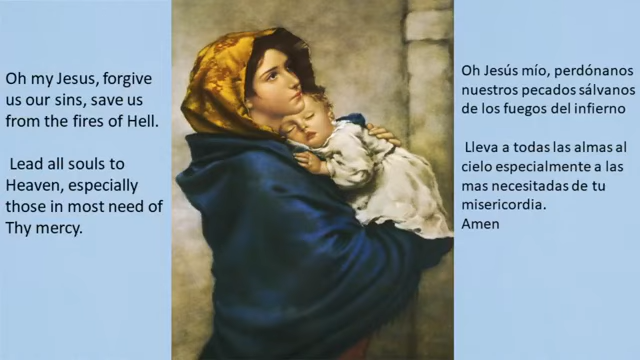 Oh my Jesus, forgive
us our sins, save us
from the fires of Hell.
Lead all souls to
Heaven, especially
those in most need of
Thy mercy.
Oh Jesús mío, perdónanos
nuestros pecados sálvanos
de los fuegos del infierno
Lleva a todas las almas al
cielo especialmente a las
mas necesitadas de tu
misericordia.
Amen